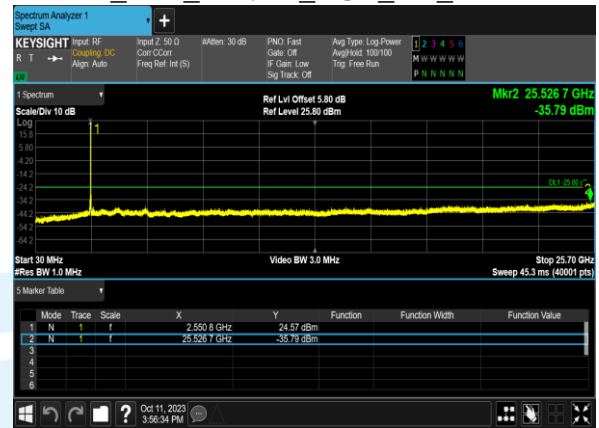 Spectrum Analyzer 1
Swept SA
+
KEYSIGHT Input: RF Input Z: 50 Ω #Atten: 30 dB PNO: Fast Avg Type: Log-Power 1 2 3 4 5 6
R T Coupling: DC Corr CCorr Gate: Off Avg|Hold: 100/100 M W W W W W
Align: Auto Freq Ref: Int (S) IF Gain: Low Trig: Free Run
Sig Track: Off P N N N N N
1 Spectrum Ref Lvl Offset 5.80 dB Mkr2 25.526 7 GHz
Scale/Div 10 dB Ref Level 25.80 dBm -35.79 dBm
Log
15.8
5.80
-4.20
-14.2
-24.2
-34.2
-44.2
-54.2
-64.2
1
DL1 -25.00
2
Start 30 MHz Video BW 3.0 MHz Stop 25.70 GHz
#Res BW 1.0 MHz Sweep 45.3 ms (40001 pts)
5 Marker Table
Mode Trace Scale X Y Function Function Width Function Value
1 N 1 f 2.550 8 GHz 24.57 dBm
2 N 1 f 25.526 7 GHz -35.79 dBm
3
4
5
6
? Oct 11, 2023
3:56:34 PM